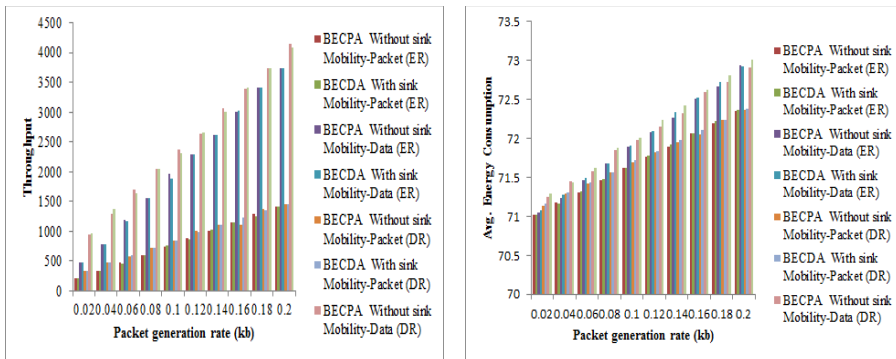 4500
4000
3500
3000
2500
2000
1500
1000
500
0
Throughput
0.02 0.04 0.06 0.08 0.1 0.12 0.14 0.16 0.18 0.2
Packet generation rate (kb)
BECPA Without sink
Mobility-Packet (ER)
BECDA With sink
Mobility-Packet (ER)
BECPA Without sink
Mobility-Data (ER)
BECDA With sink
Mobility-Data (ER)
BECPA Without sink
Mobility-Packet (DR)
BECDA With sink
Mobility-Packet (DR)
BECPA Without sink
Mobility-Data (DR)
73.5
73
72.5
72
71.5
71
70.5
70
Avg. Energy Consumption
0.02 0.04 0.06 0.08 0.1 0.12 0.14 0.16 0.18 0.2
Packet generation rate (kb)
BECPA Without sink
Mobility-Packet (ER)
BECDA With sink
Mobility-Packet (ER)
BECPA Without sink
Mobility-Data (ER)
BECDA With sink
Mobility-Data (ER)
BECPA Without sink
Mobility-Packet (DR)
BECDA With sink
Mobility-Packet (DR)
BECPA Without sink
Mobility-Data (DR)